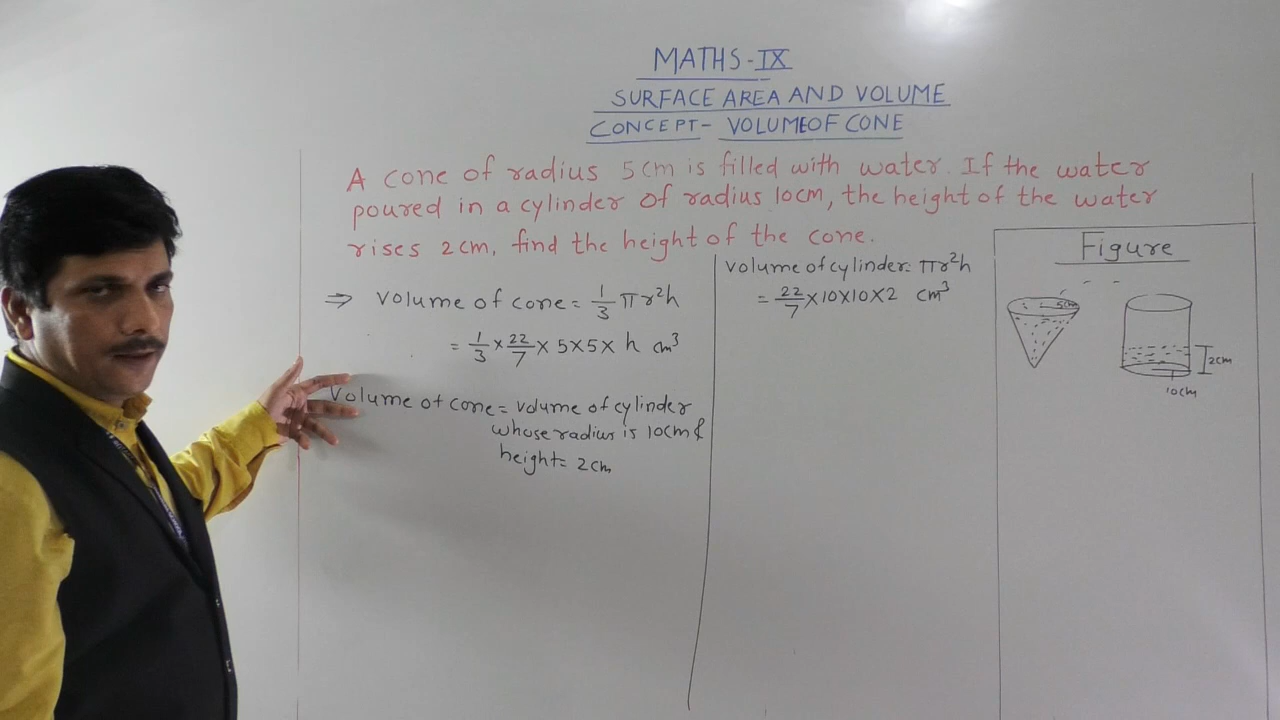 MATHS-IX
SURFACE AREA AND VOLUME
CONCEPT- VOLUME OF CONE
A cone of radius 5cm is filled with water. If the water
poured in a cylinder of radius 10cm, the height of the water
rises 2cm, find the height of the cone.
⇒ Volume of cone = 1/3 πr²h
= 1/3 × 22/7 × 5×5× h cm³
Volume of cone = volume of cylinder
whose radius is 10cm &
height = 2cm
Volume of cylinder = πr²h
= 22/7 ×10×10×2 cm³
Figure
5cm
2cm
10cm